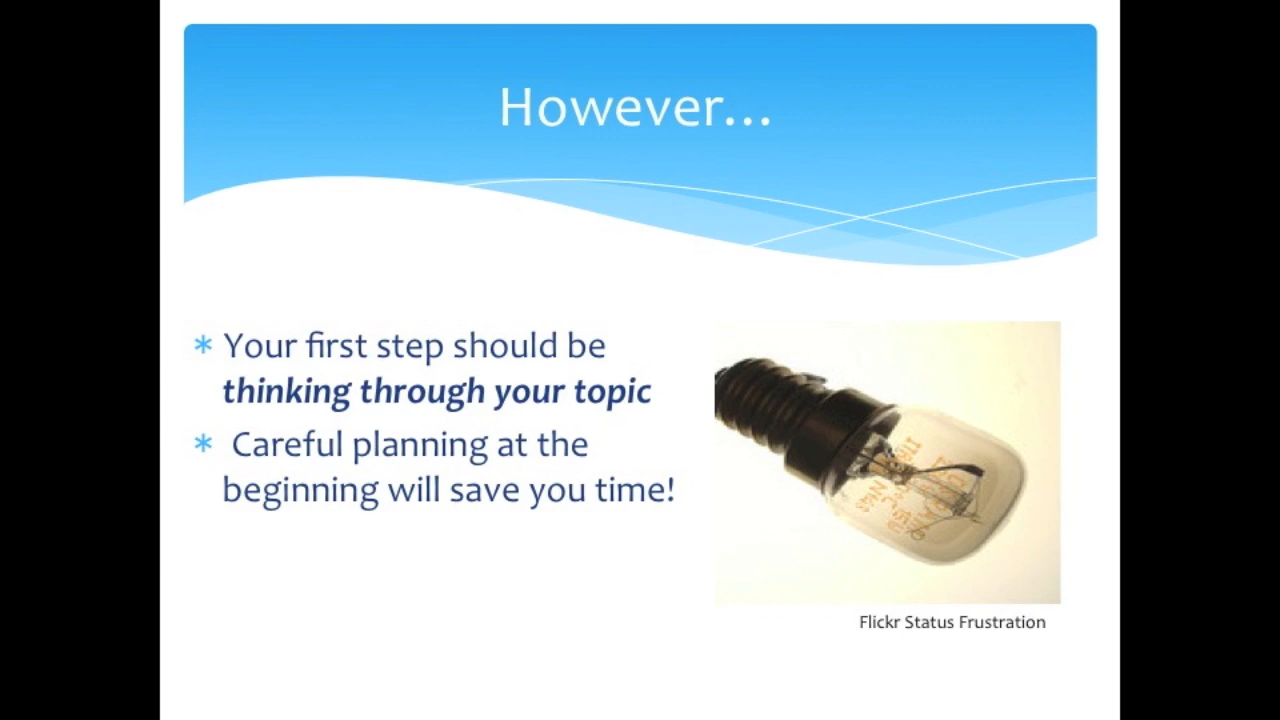 However...
* Your first step should be
thinking through your topic
* Careful planning at the
beginning will save you time!
Flickr Status Frustration